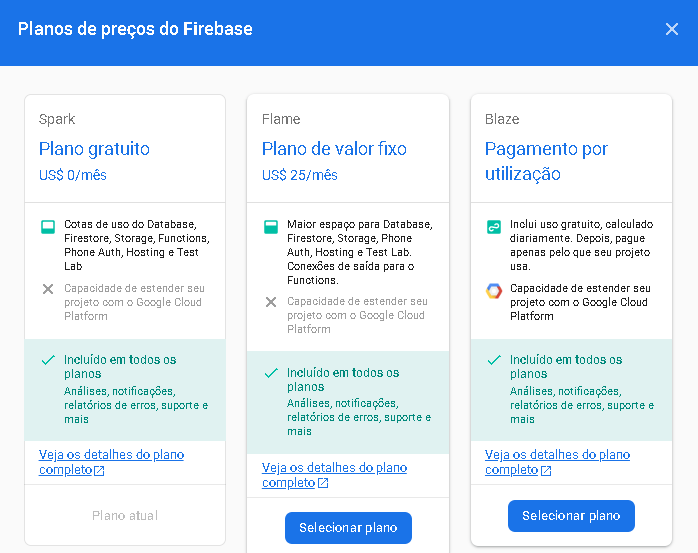 Planos de preços do Firebase
Spark
Plano gratuito
US$ 0/mês
Cotas de uso do Database,
Firestore, Storage, Functions,
Phone Auth, Hosting e Test
Lab
Capacidade de estender seu
projeto com o Google Cloud
Platform
Incluído em todos os
planos
Análises, notificações,
relatórios de erros, suporte e
mais
Veja os detalhes do plano
completo
Plano atual
Flame
Plano de valor fixo
US$ 25/mês
Maior espaço para Database,
Firestore, Storage, Phone
Auth, Hosting e Test Lab.
Conexões de saída para o
Functions.
Capacidade de estender seu
projeto com o Google Cloud
Platform
Incluído em todos os
planos
Análises, notificações,
relatórios de erros, suporte e
mais
Veja os detalhes do plano
completo
Selecionar plano
Blaze
Pagamento por
utilização
Inclui uso gratuito, calculado
diariamente. Depois, pague
apenas pelo que seu projeto
usa.
Capacidade de estender seu
projeto com o Google Cloud
Platform
Incluído em todos os
planos
Análises, notificações,
relatórios de erros, suporte e
mais
Veja os detalhes do plano
completo
Selecionar plano